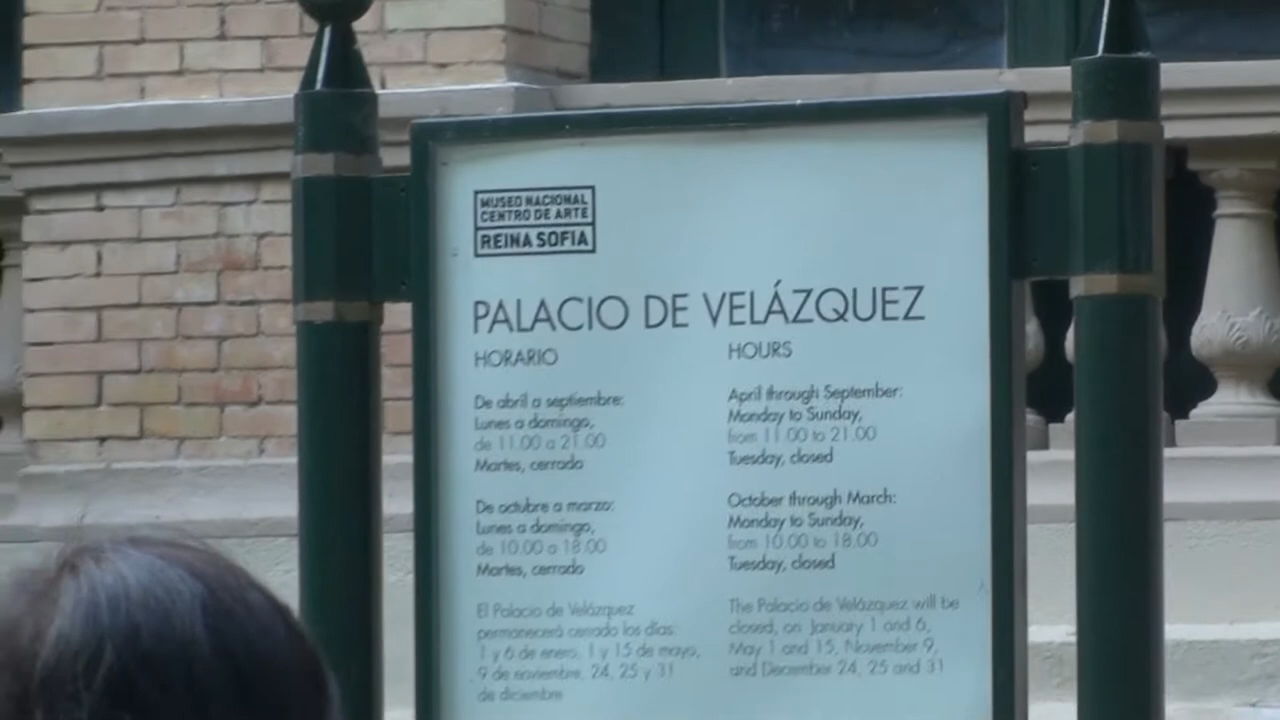 MUSEO NACIONAL
CENTRO DE ARTE
REINA SOFIA
PALACIO DE VELÁZQUEZ
HORARIO
De abril a septiembre:
Lunes a domingo,
de 11.00 a 21.00
Martes, cerrado
De octubre a marzo:
Lunes a domingo,
de 10.00 a 18.00
Martes, cerrado
El Palacio de Velázquez
permanecerá cerrado los días:
1 y 6 de enero, 1 y 15 de mayo,
9 de noviembre, 24, 25 y 31
de diciembre
HOURS
April through September:
Monday to Sunday,
from 11.00 to 21.00
Tuesday, closed
October through March:
Monday to Sunday,
from 10.00 to 18.00
Tuesday, closed
The Palacio de Velázquez will be
closed, on January 1 and 6,
May 1 and 15, November 9,
and December 24, 25 and 31